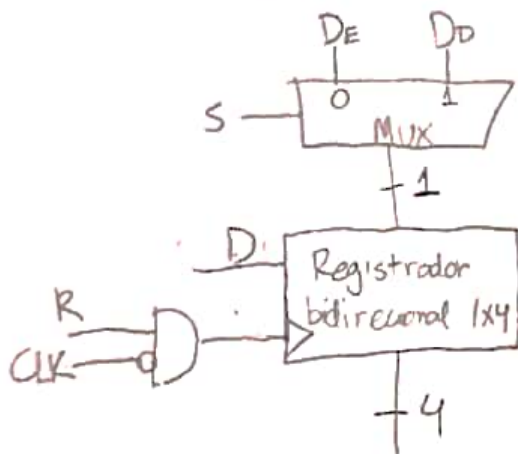 DE DD
0 1
S
MUX
1
D
Registrador
bidirecional 1x4
R
CLK
4